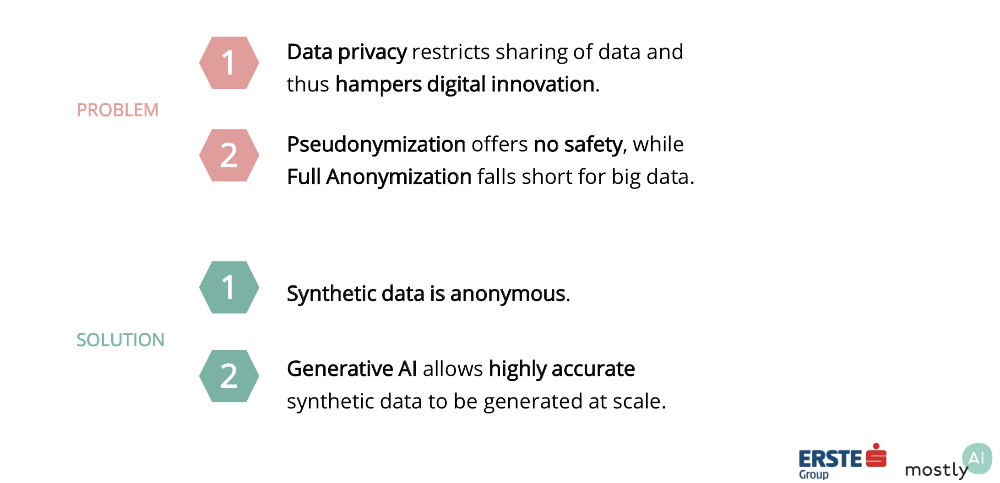 PROBLEM
1
Data privacy restricts sharing of data and
thus hampers digital innovation.
2
Pseudonymization offers no safety, while
Full Anonymization falls short for big data.
SOLUTION
1
Synthetic data is anonymous.
2
Generative AI allows highly accurate
synthetic data to be generated at scale.
ERSTE
Group
mostly AI